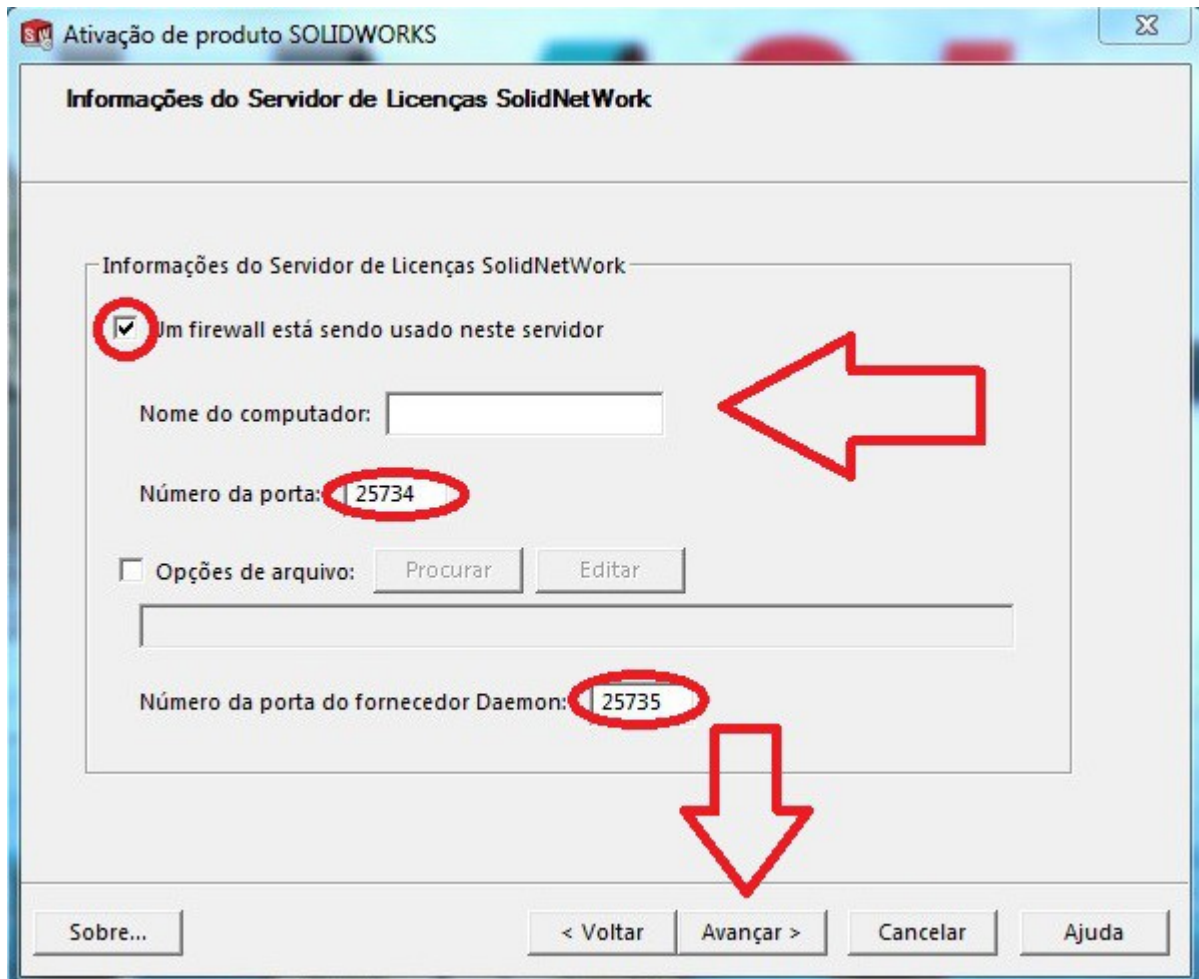 Ativação de produto SOLIDWORKS
Informações do Servidor de Licenças SolidNetWork
Informações do Servidor de Licenças SolidNetWork
Um firewall está sendo usado neste servidor
Nome do computador:
Número da porta: 25734
Opções de arquivo: Procurar Editar
Número da porta do fornecedor Daemon: 25735
Sobre... < Voltar Avançar > Cancelar Ajuda